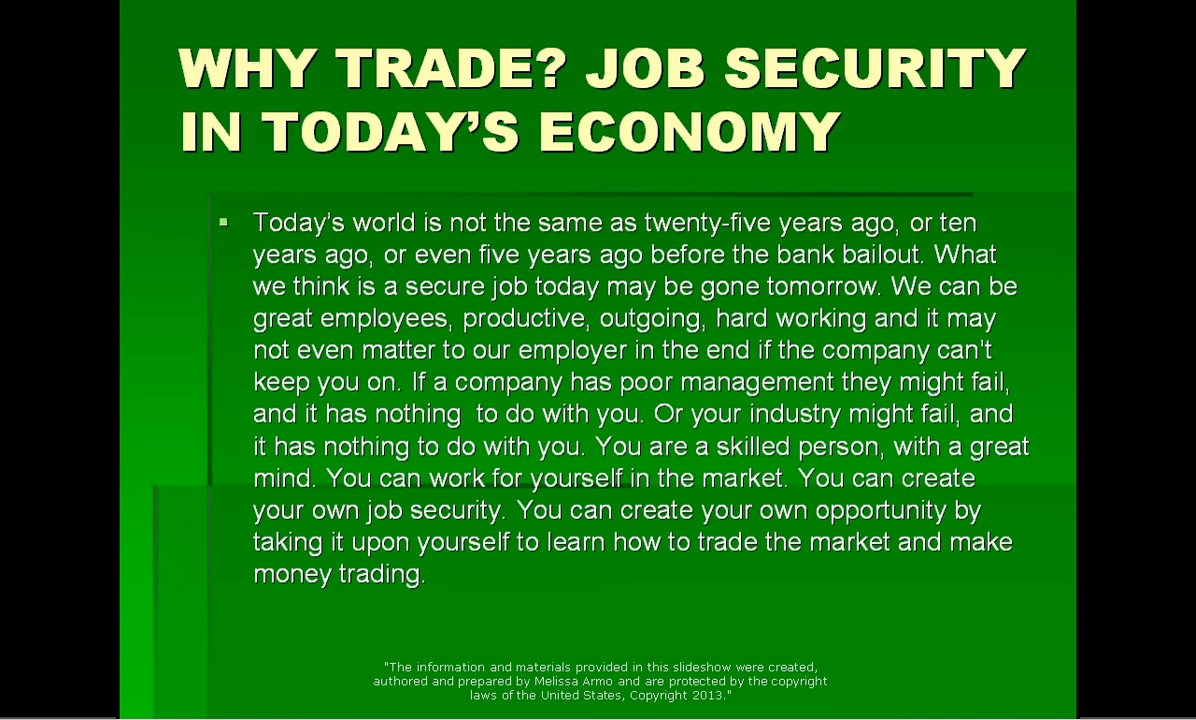 WHY TRADE? JOB SECURITY
IN TODAY'S ECONOMY
Today's world is not the same as twenty-five years ago, or ten
years ago, or even five years ago before the bank bailout. What
we think is a secure job today may be gone tomorrow. We can be
great employees, productive, outgoing, hard working and it may
not even matter to our employer in the end if the company can't
keep you on. If a company has poor management they might fail,
and it has nothing  to do with you. Or your industry might fail, and
it has nothing to do with you. You are a skilled person, with a great
mind. You can work for yourself in the market. You can create
your own job security. You can create your own opportunity by
taking it upon yourself to learn how to trade the market and make
money trading.
"The information and materials provided in this slideshow were created,
authored and prepared by Melissa Armo and are protected by the copyright
laws of the United States, Copyright 2013."